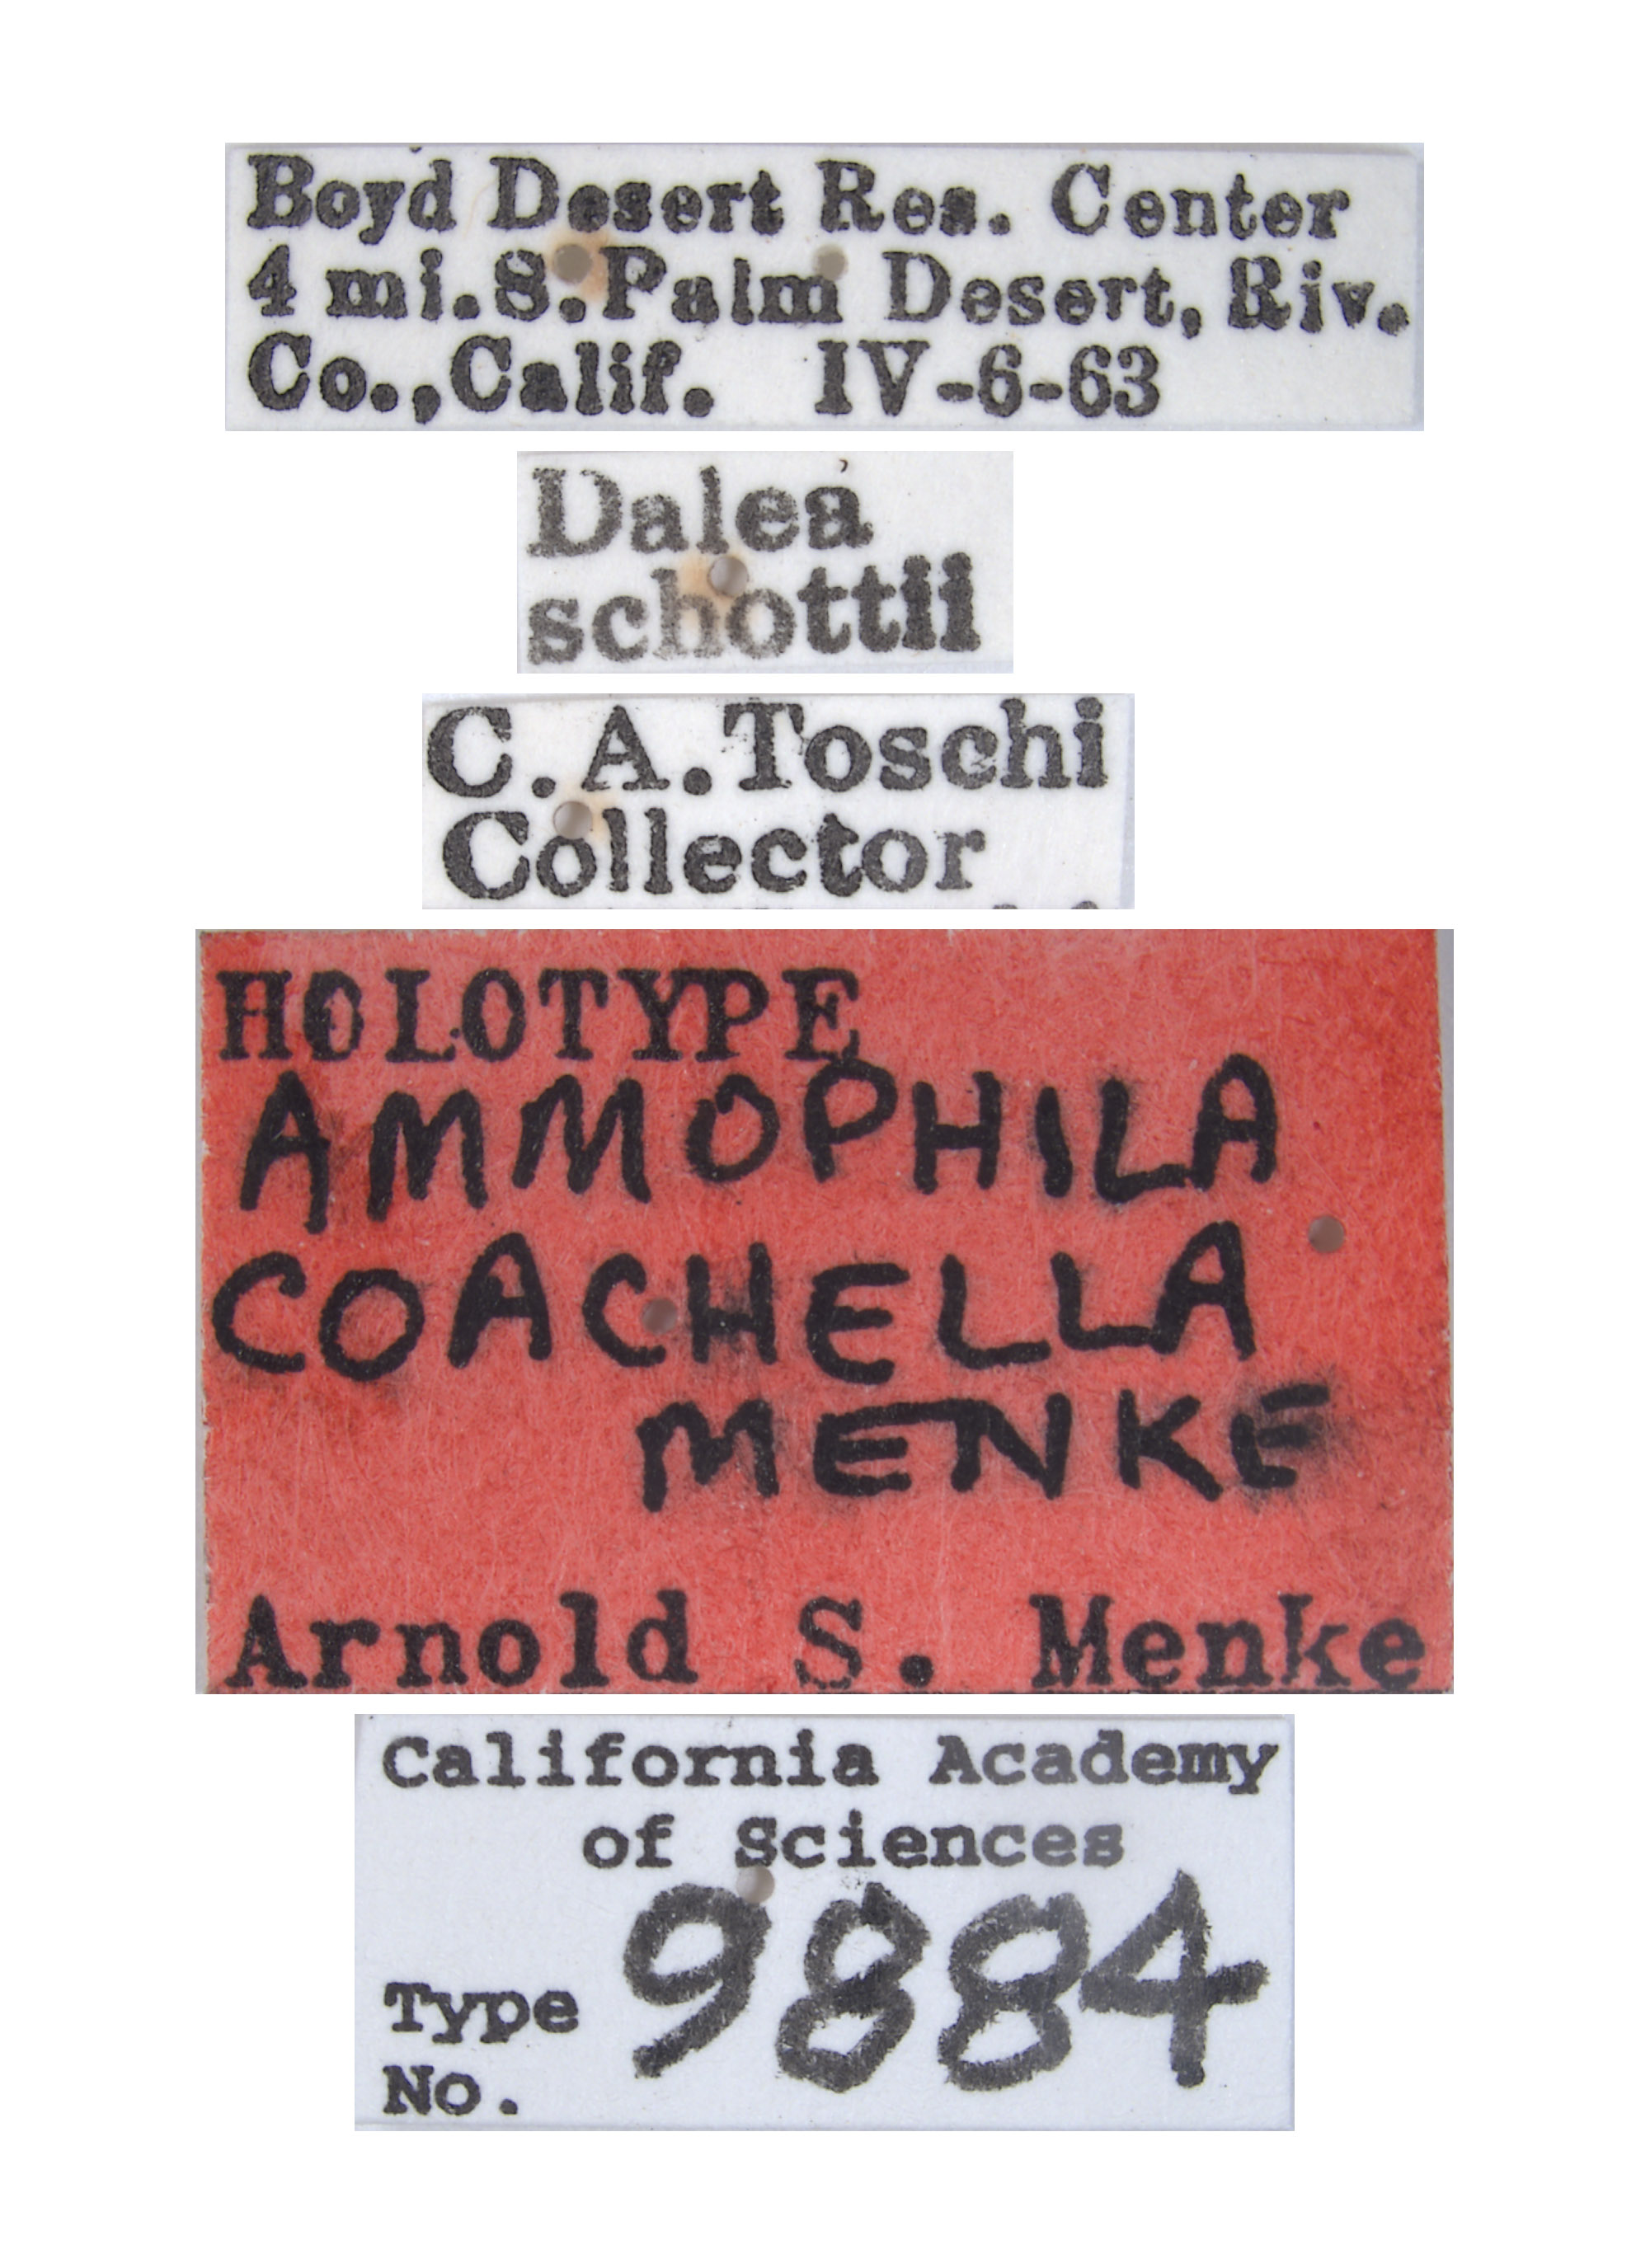 Boyd Desert Res. Center
4 mi. S. Palm Desert, Riv.
Co., Calif. IV-6-63
Dalea
schottii
C. A. Toschi
Collector
HOLOTYPE
AMMOPHILA
COACHELLA
MENKE
Arnold S. Menke
California Academy
of Sciences
Type
No. 9884